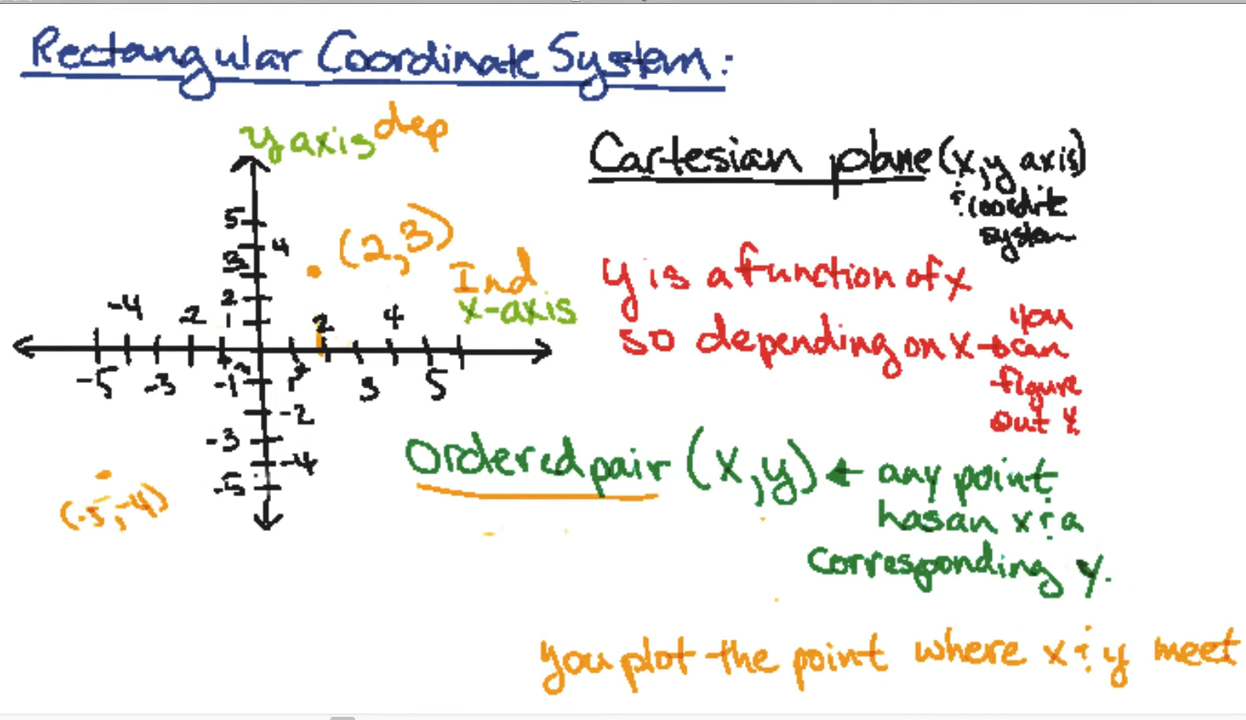 Rectangular Coordinate System:
y axis dep
Cartesian plane (x,y axis)
& coordite
system
5
4
3
2
1
(2,3)
Ind
x-axis
-4
2
2
4
-5
-3
-1
3
5
-2
-3
-4
-5
(-5,-4)
y is a function of x
so depending on x → you
can
figure
out y
Ordered pair (x,y) ← any point
has an x & a
corresponding y.
you plot the point where x & y meet